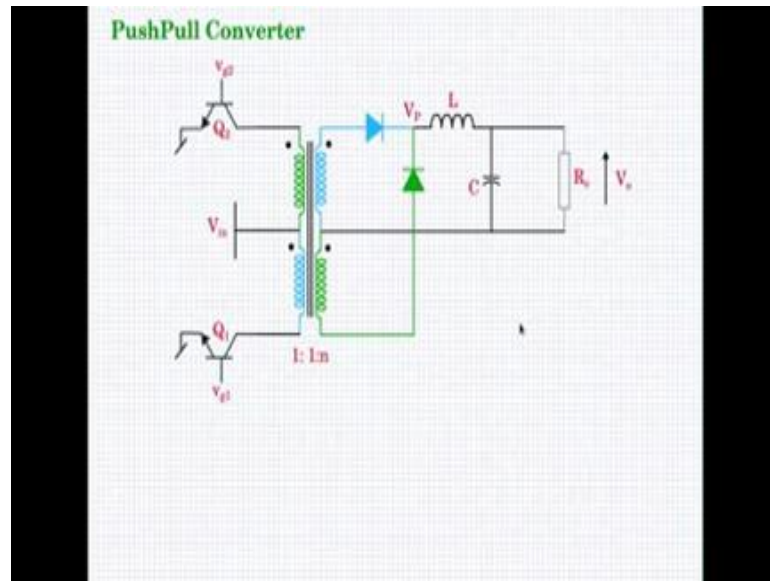 PushPull Converter
Vg2
Q2
Vp
L
C
Ro
Vo
Vin
Q1
1: 1:n
Vg1